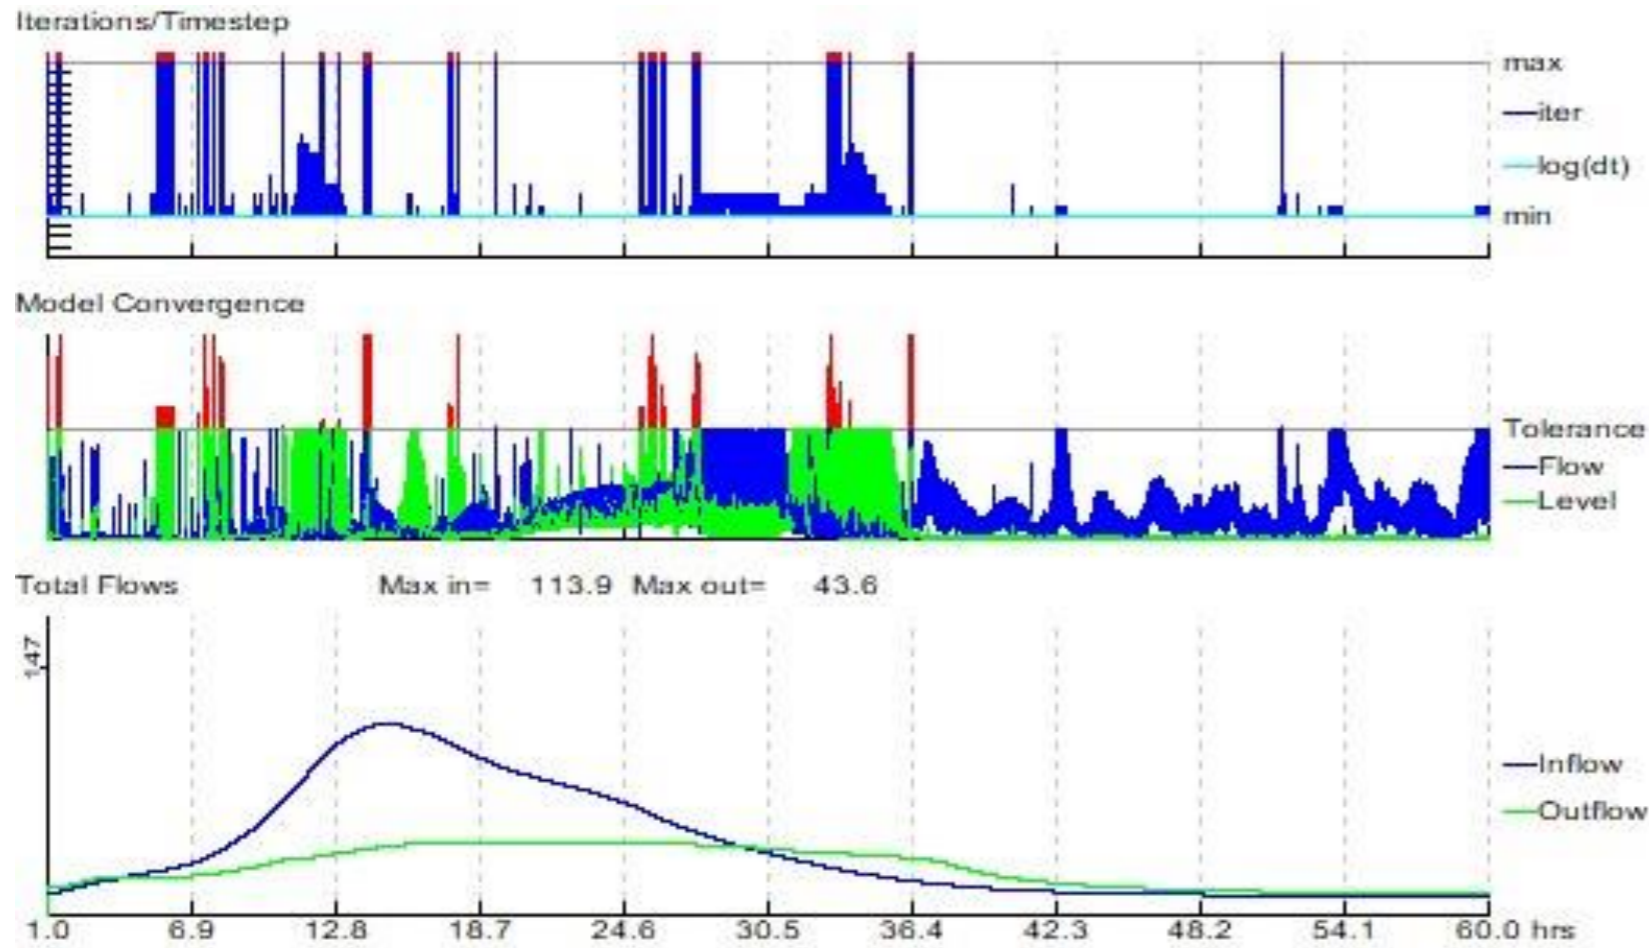 Iterations/Timestep
max
iter
log(dt)
min
Model Convergence
Tolerance
Flow
Level
Total Flows Max in= 113.9 Max out= 43.6
147
Inflow
Outflow
1.0 6.9 12.8 18.7 24.6 30.5 36.4 42.3 48.2 54.1 60.0 hrs